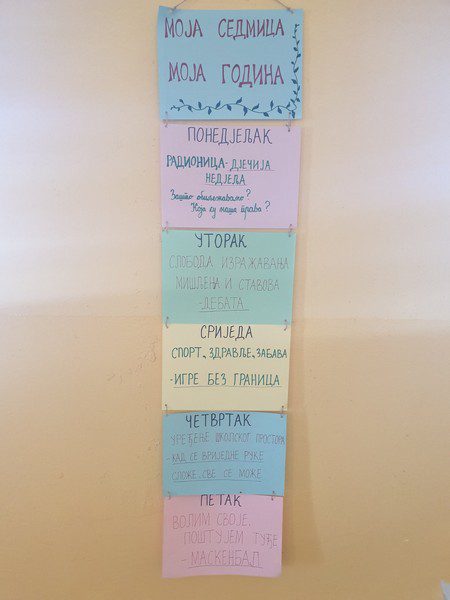 МОЈА СЕДМИЦА
МОЈА ГОДИНА
ПОНЕДЈЕЉАК
РАДИОНИЦА-ДЈЕЧИЈА
НЕДЈЕЉА
Зашто обиљежавамо?
Која су наша права?
УТОРАК
СЛОБОДА ИЗРАЖАВАЊА
МИШЉЕЊА И СТАВОВА
-ДЕБАТА
СРИЈЕДА
СПОРТ, ЗДРАВЉЕ, ЗАБАВА
-ИГРЕ БЕЗ ГРАНИЦА
ЧЕТВРТАК
УРЕЂЕЊЕ ШКОЛСКОГ ПРОСТОРА
-КАД СЕ ВРИЈЕДНЕ РУКЕ
СЛОЖЕ, СВЕ СЕ МОЖЕ
ПЕТАК
ВОЛИМ СВОЈЕ,
ПОШТУЈЕМ ТУЂЕ
-МАСКЕНБАЛ